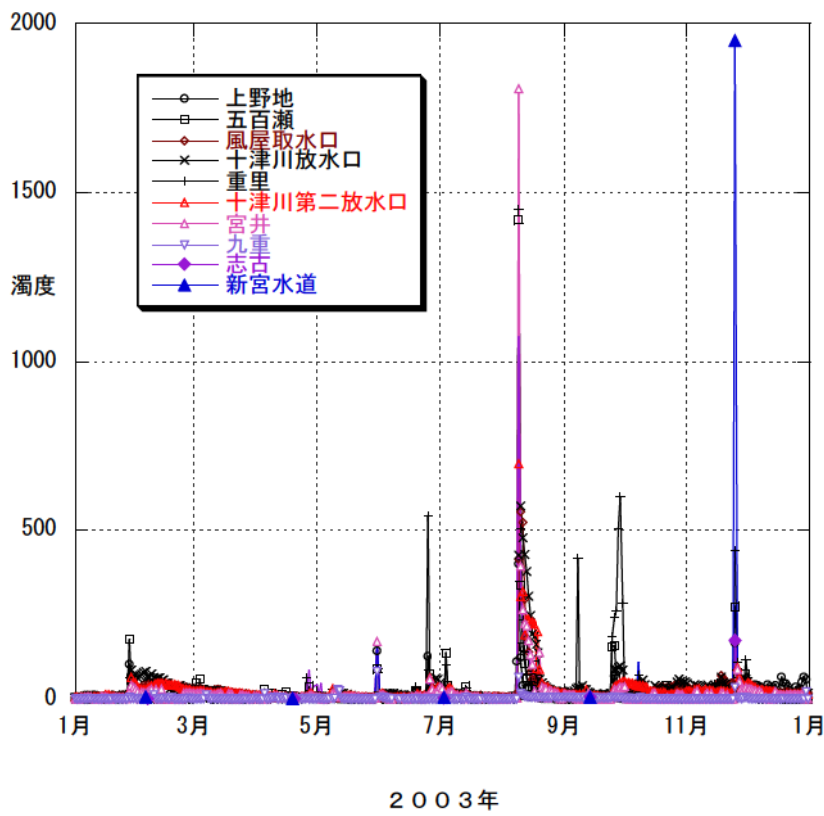 2000
上野地
五百瀬
風屋取水口
十津川放水口
重里
十津川第二放水口
宮井
九重
志古
新宮水道
1500
濁度
1000
500
0
1月 3月 5月 7月 9月 11月 1月
２００３年